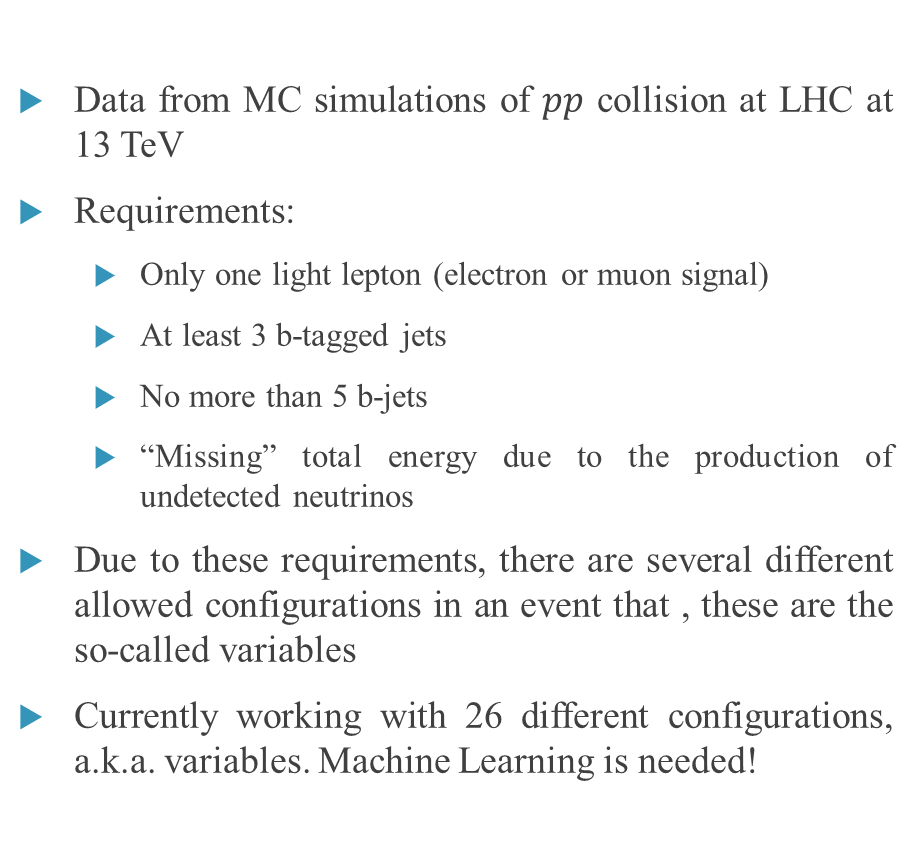 Data from MC simulations of pp collision at LHC at
13 TeV
Requirements:
Only one light lepton (electron or muon signal)
At least 3 b-tagged jets
No more than 5 b-jets
“Missing” total energy due to the production of
undetected neutrinos
Due to these requirements, there are several different
allowed configurations in an event that , these are the
so-called variables
Currently working with 26 different configurations,
a.k.a. variables. Machine Learning is needed!